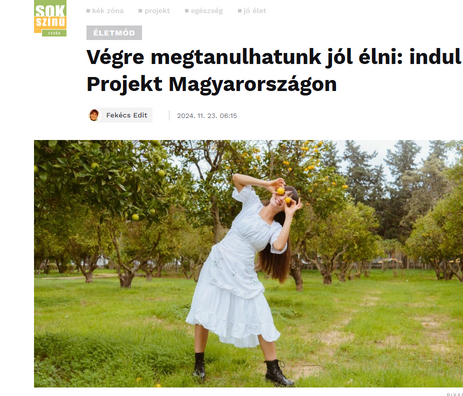 SOK
SZÍNŰ
■ kék zóna ■ projekt ■ egészség ■ jó élet
ÉLETMÓD
Végre megtanulhatunk jól élni: indul
Projekt Magyarországon
Fekécs Edit 2024. 11. 23. 06:15